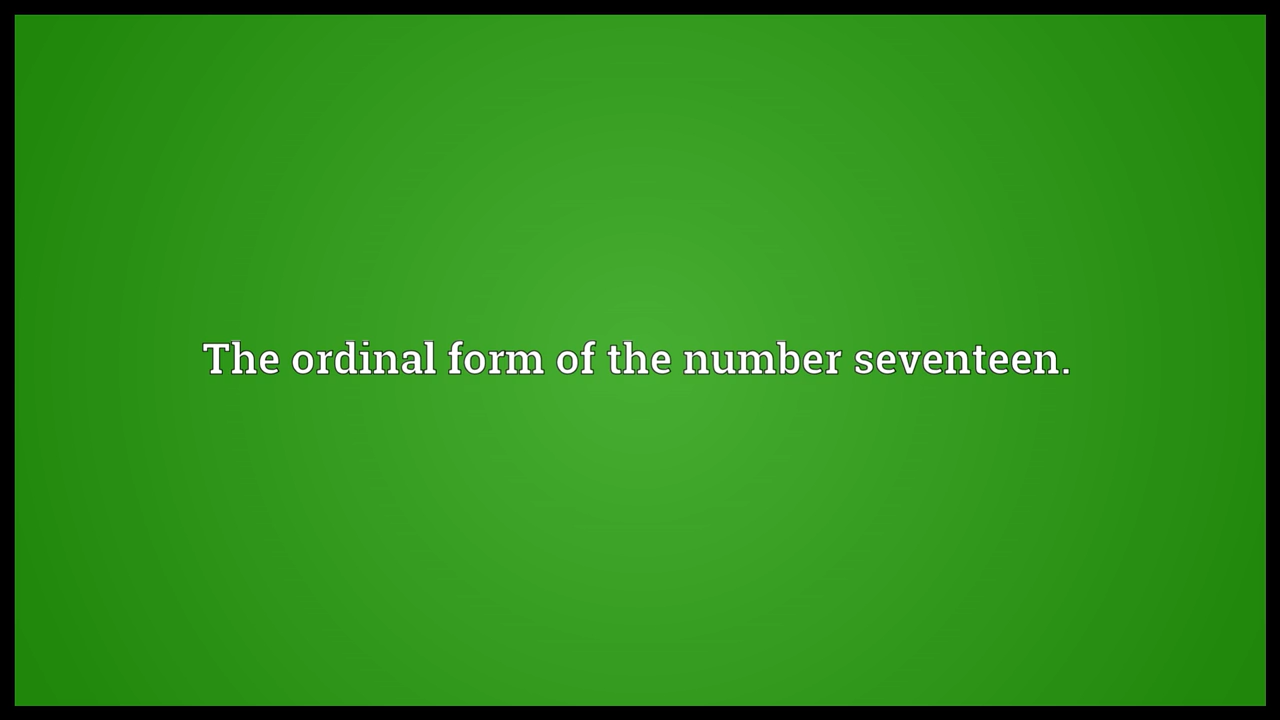 The ordinal form of the number seventeen.